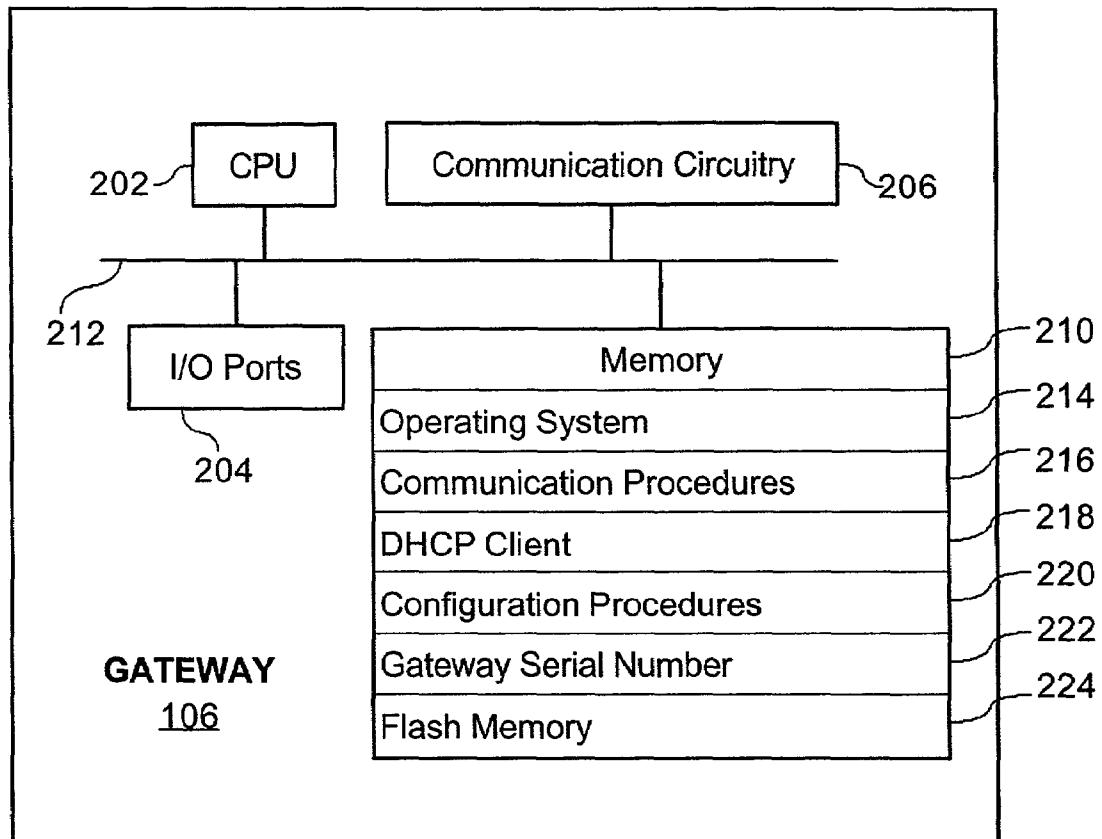 CPU
Communication Circuitry
202
206
212
I/O Ports
204
Memory
210
Operating System
214
Communication Procedures
216
DHCP Client
218
Configuration Procedures
220
Gateway Serial Number
222
Flash Memory
224
GATEWAY
106